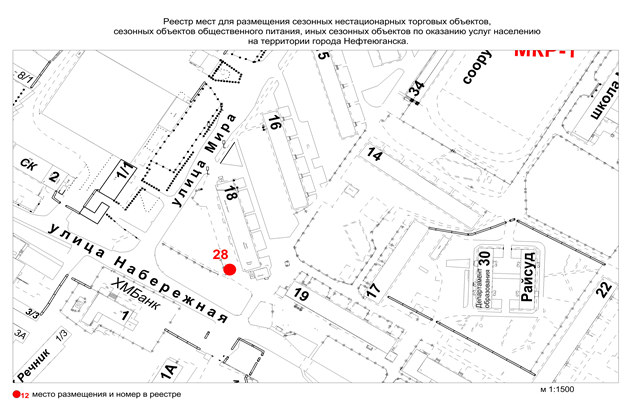 Реестр мест для размещения сезонных нестационарных торговых объектов,
сезонных объектов общественного питания, иных сезонных объектов по оказанию услуг населению
на территории города Нефтеюганска.
МКР-1
8/1
соору
34
школа
16
улица Мира
14
СК
2
1/1
18
улица Набережная
28
30
Департамент
образования
Райсуд
ХМБанк
19
17
22
3/3
1
3А
1/3
Речник
1А
м 1:1500
12 место размещения и номер в реестре